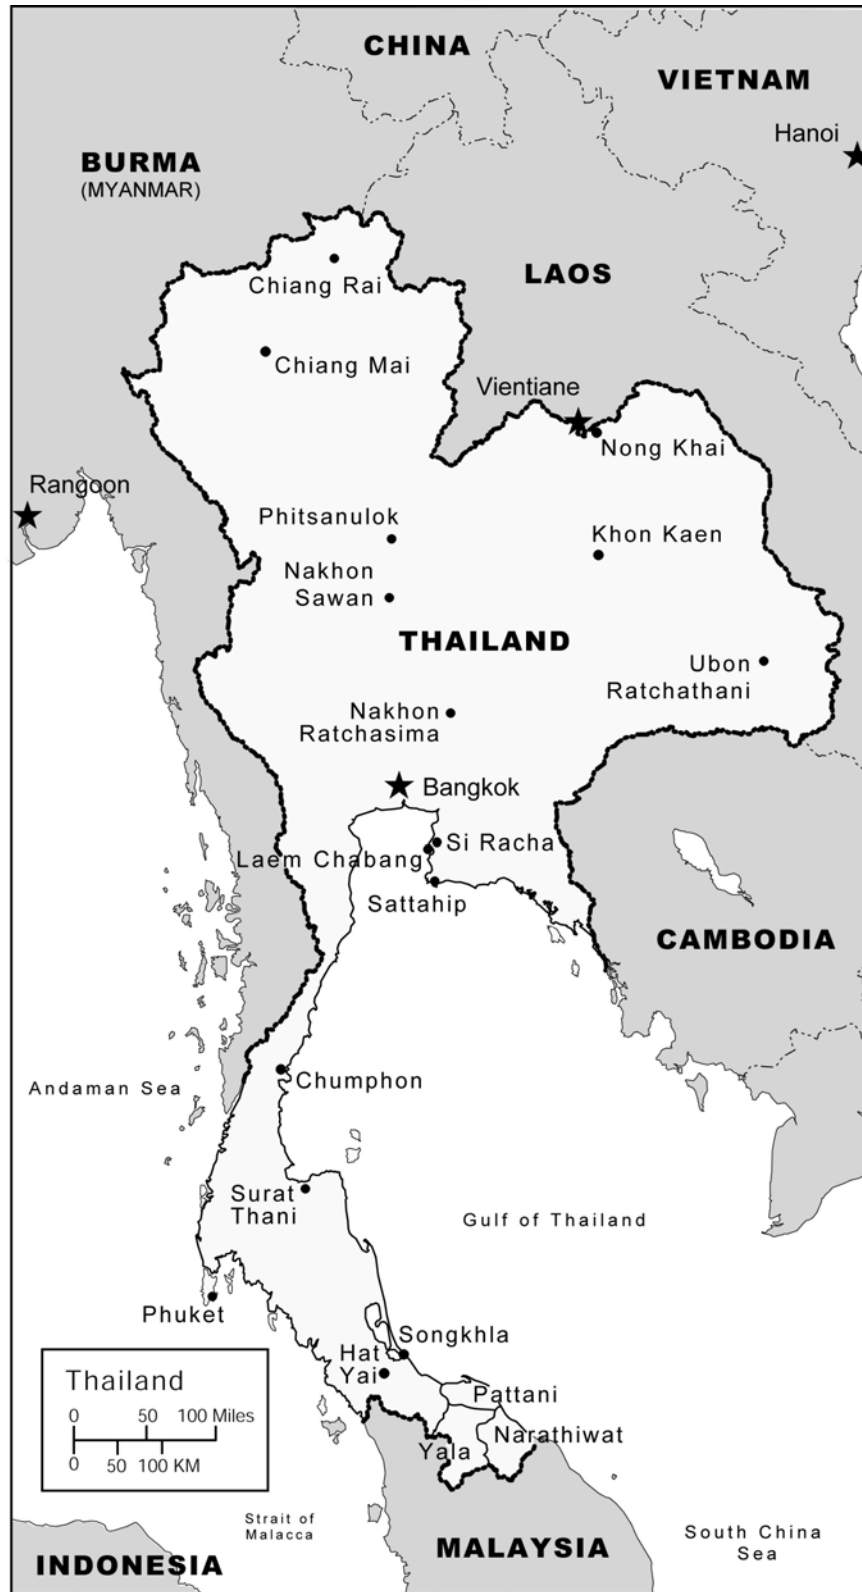 CHINA
VIETNAM
Hanoi
BURMA
(MYANMAR)
LAOS
Chiang Rai
Chiang Mai
Vientiane
Nong Khai
Rangoon
Phitsanulok
Khon Kaen
Nakhon
Sawan
THAILAND
Ubon
Ratchathani
Nakhon
Ratchasima
Bangkok
Si Racha
Laem Chabang
Sattahip
CAMBODIA
Andaman Sea
Chumphon
Surat
Thani
Gulf of Thailand
Phuket
Songkhla
Hat
Yai
Pattani
Narathiwat
Yala
Thailand
0 50 100 Miles
0 50 100 KM
Strait of
Malacca
MALAYSIA
South China
Sea
INDONESIA